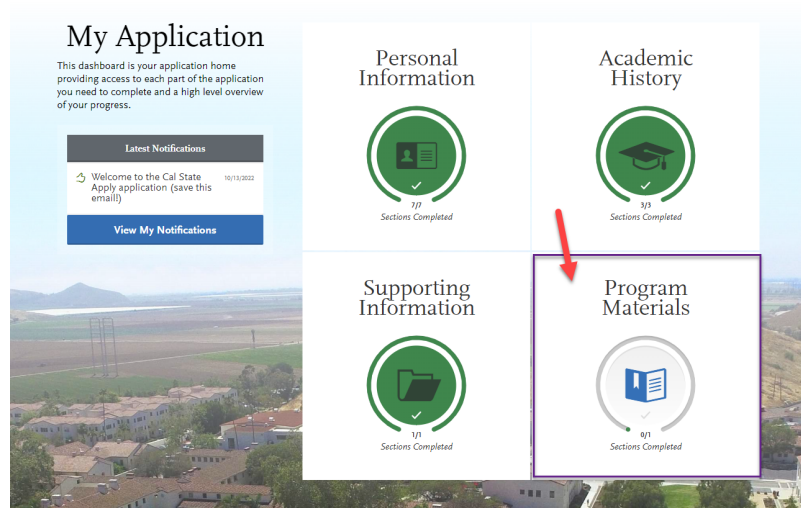 My Application
This dashboard is your application home
providing access to each part of the application
you need to complete and a high level overview
of your progress.
Latest Notifications
Welcome to the Cal State
Apply application (save this
email!)
10/13/2022
View My Notifications
Personal
Information
7/7
Sections Completed
Academic
History
3/3
Sections Completed
Supporting
Information
1/1
Sections Completed
Program
Materials
0/1
Sections Completed